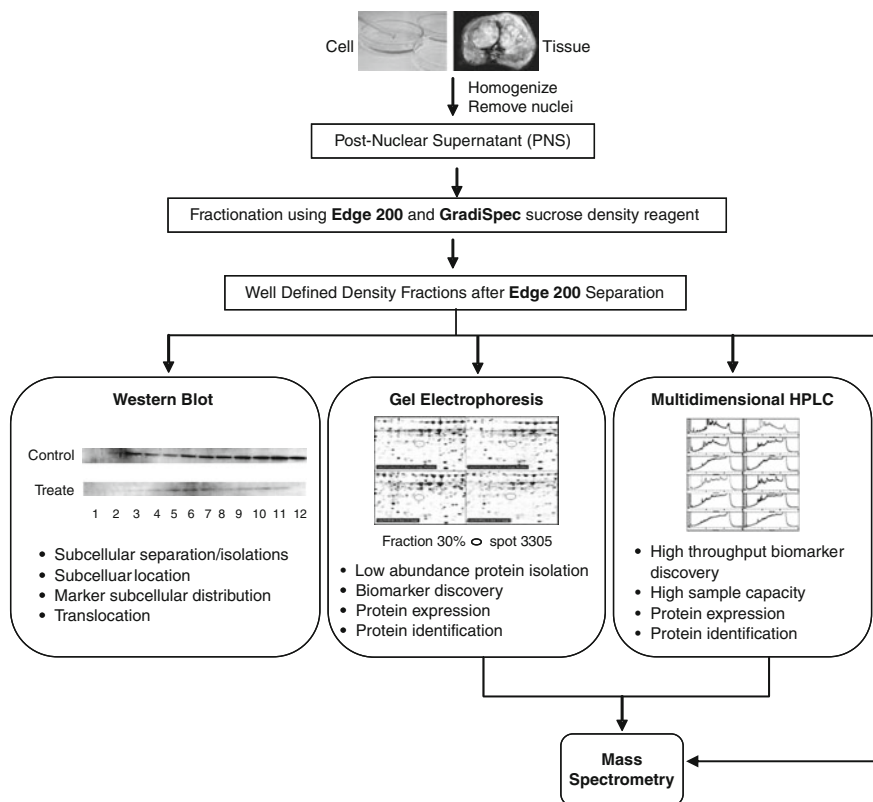 Cell
Tissue
Homogenize
Remove nuclei
Post-Nuclear Supernatant (PNS)
Fractionation using Edge 200 and GradiSpec sucrose density reagent
Well Defined Density Fractions after Edge 200 Separation
Western Blot
Control
Treate
1 2 3 4 5 6 7 8 9 10 11 12
• Subcellular separation/isolations
• Subcelluar location
• Marker subcellular distribution
• Translocation
Gel Electrophoresis
Fraction 30% spot 3305
• Low abundance protein isolation
• Biomarker discovery
• Protein expression
• Protein identification
Multidimensional HPLC
• High throughput biomarker
discovery
• High sample capacity
• Protein expression
• Protein identification
Mass
Spectrometry